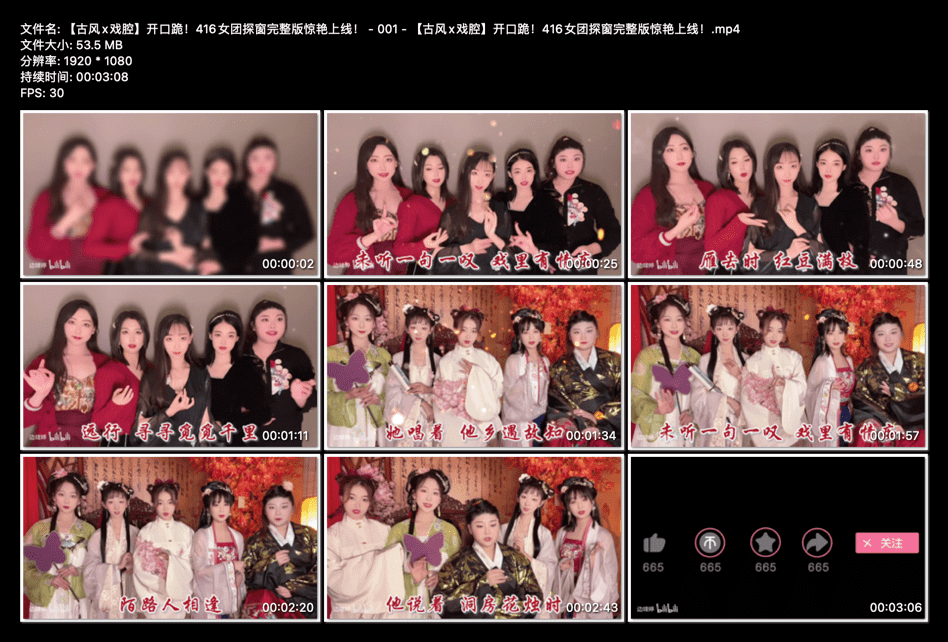 文件名: 【古风x戏腔】开口跪！416女团探窗完整版惊艳上线！ - 001 - 【古风x戏腔】开口跪！416女团探窗完整版惊艳上线！.mp4
文件大小: 53.5 MB
分辨率: 1920 * 1080
持续时间: 00:03:08
FPS: 30
bilibili 00:00:02
未听一句一叹 戏里有情
00:00:25
雁去时 红豆满枝
bilibili 00:00:48
远行 寻寻觅觅千里
bilibili 00:01:11
她唱着 他乡遇故知
00:01:34
未听一句一叹 戏里有情
00:01:57
陌路人相逢
bilibili 00:02:20
他说着 洞房花烛时
bilibili 00:02:43
关注
665 665 665 665
bilibili 00:03:06